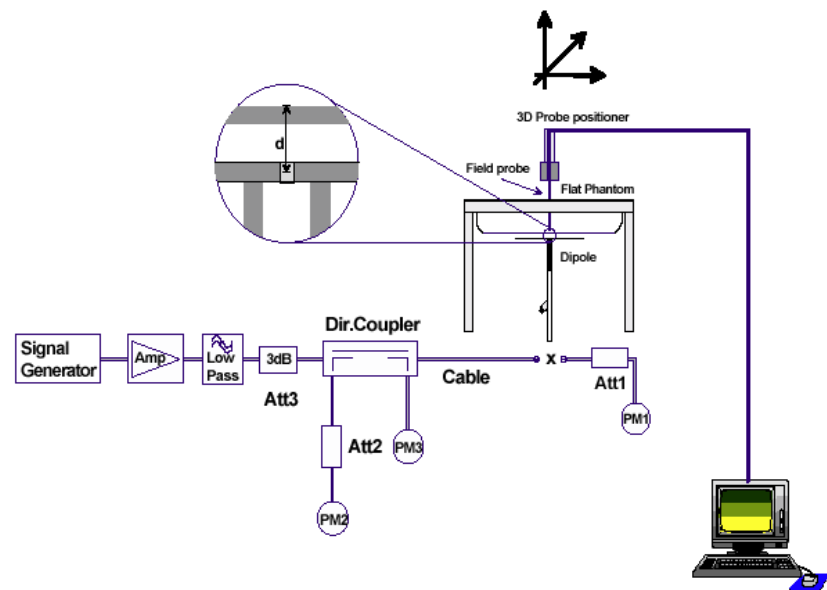 3D Probe positioner
d
Field probe
Flat Phantom
Dipole
Dir.Coupler
Signal
Generator
Amp
Low
Pass
3dB
Att3
Cable
x
Att1
PM1
Att2
PM3
PM2